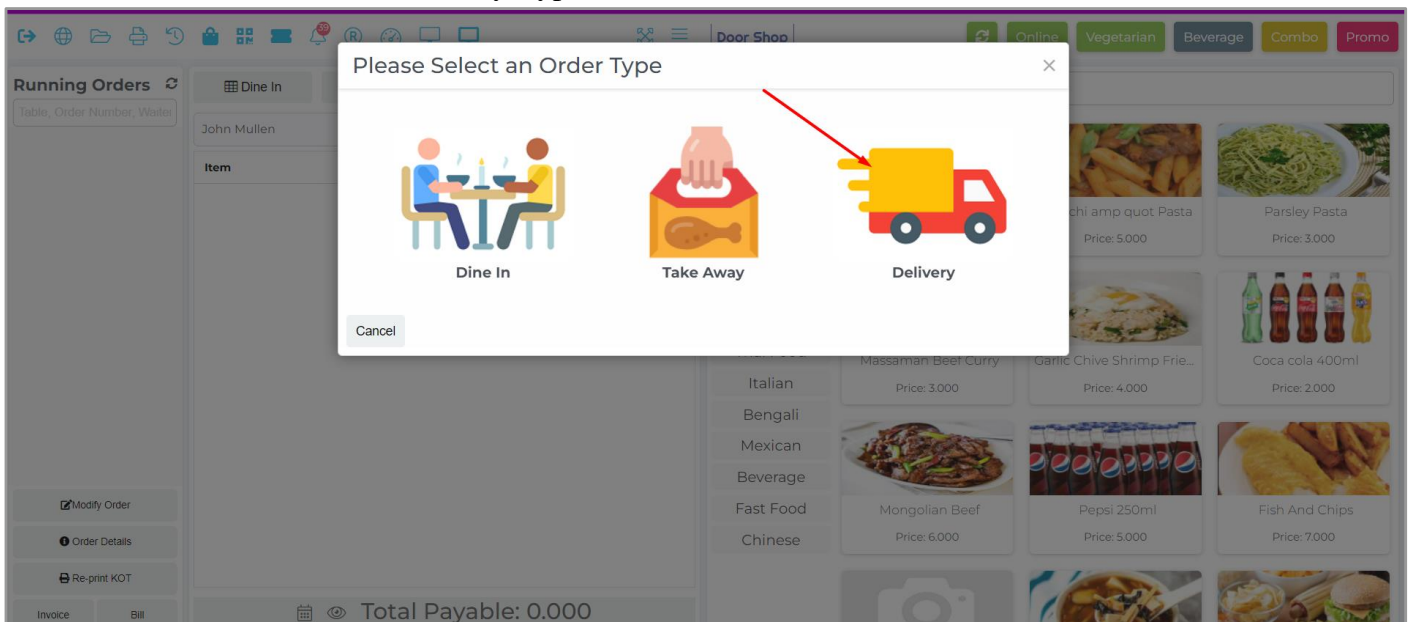 39
Door Shop
Online
Vegetarian
Beverage
Combo
Promo
Please Select an Order Type
×
Dine In
Take Away
Delivery
Cancel
Running Orders
Table, Order Number, Waiter
Modify Order
Order Details
Re-print KOT
Invoice
Bill
Dine In
John Mullen
Item
Total Payable: 0.000
Italian
Bengali
Mexican
Beverage
Fast Food
Chinese
chi amp quot Pasta
Price: 5.000
Parsley Pasta
Price: 3.000
Massaman Beef Curry
Price: 3.000
Garlic Chive Shrimp Frie...
Price: 4.000
Coca cola 400ml
Price: 2.000
Mongolian Beef
Price: 6.000
Pepsi 250ml
Price: 5.000
Fish And Chips
Price: 7.000